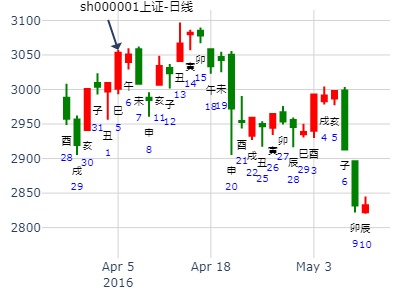 sh000001上证-日线
3100
3050
3000
2950
2900
2850
2800
酉
28
戌
29
亥
30
子
31
丑
1
巳
5
午
6
未
7
申
8
亥
11
子
12
丑
13
寅
14
卯
15
午
18
未
19
申
20
酉
21
戌
22
丑
25
寅
26
卯
27
辰
28
巳
29
酉
3
戌
4
亥
5
子
6
卯
9
辰
10
Apr 5
2016
Apr 18
May 3